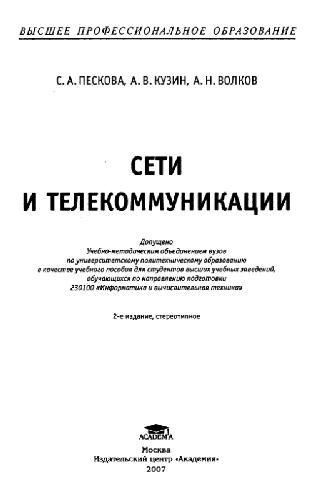 ВЫСШЕЕ ПРОФЕССИОНАЛЬНОЕ ОБРАЗОВАНИЕ
С. А. ПЕСКОВА, А. В. КУЗИН, А. Н. ВОЛКОВ
СЕТИ
И ТЕЛЕКОММУНИКАЦИИ
Допущено
Учебно-методическим объединением вузов
по университетскому политехническому образованию
в качестве учебного пособия для студентов высших учебных заведений,
обучающихся по направлению подготовки
230100 «Информатика и вычислительная техника»
2-е издание, стереотипное
ACADEMA
Москва
Издательский центр «Академия»
2007